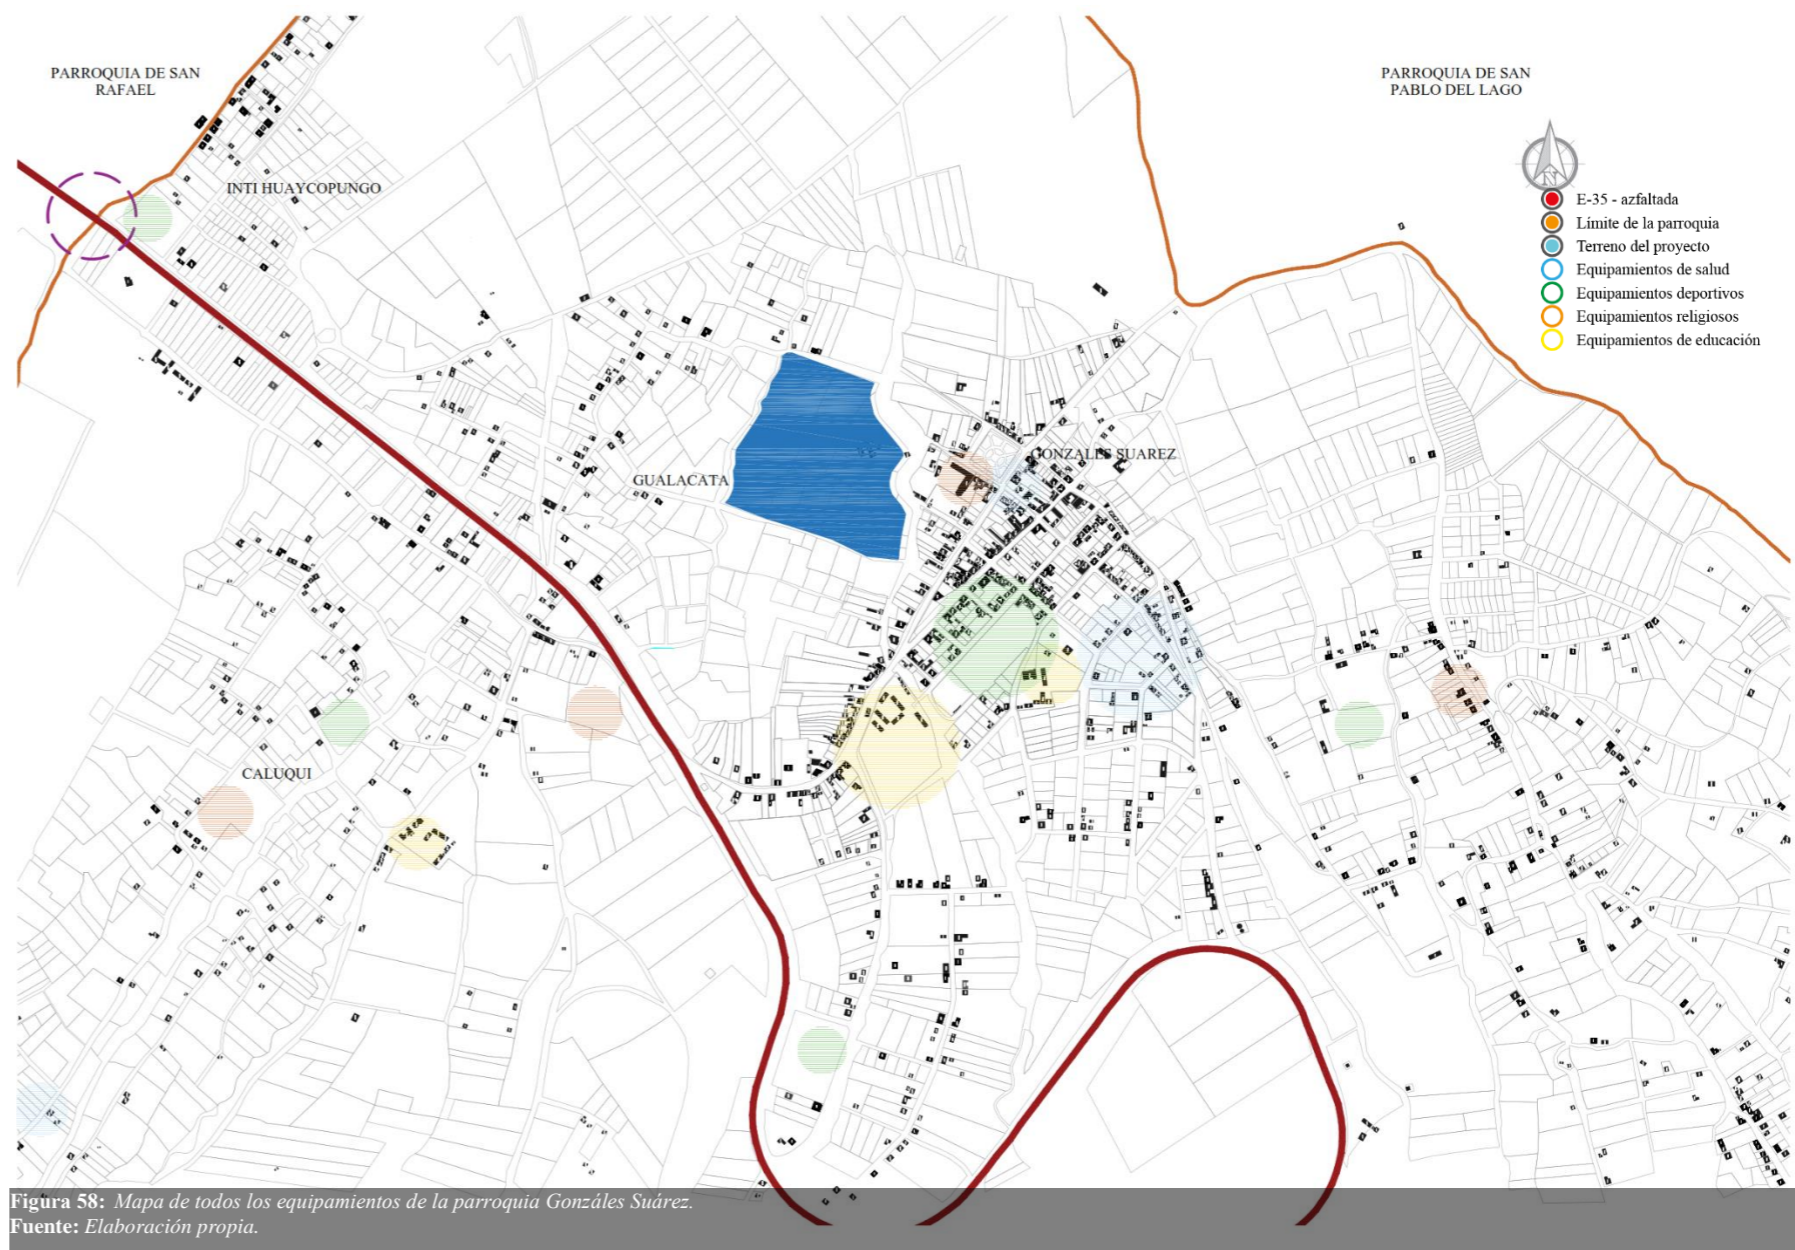 PARROQUIA DE SAN
RAFAEL
PARROQUIA DE SAN
PABLO DEL LAGO
INTI HUAYCOPUNGO
N
E-35 - azfaltada
Límite de la parroquia
Terreno del proyecto
Equipamientos de salud
Equipamientos deportivos
Equipamientos religiosos
Equipamientos de educación
GONZALES SUAREZ
GUALACATA
CALUQUI
Figura 58: Mapa de todos los equipamientos de la parroquia Gonzáles Suárez.
Fuente: Elaboración propia.